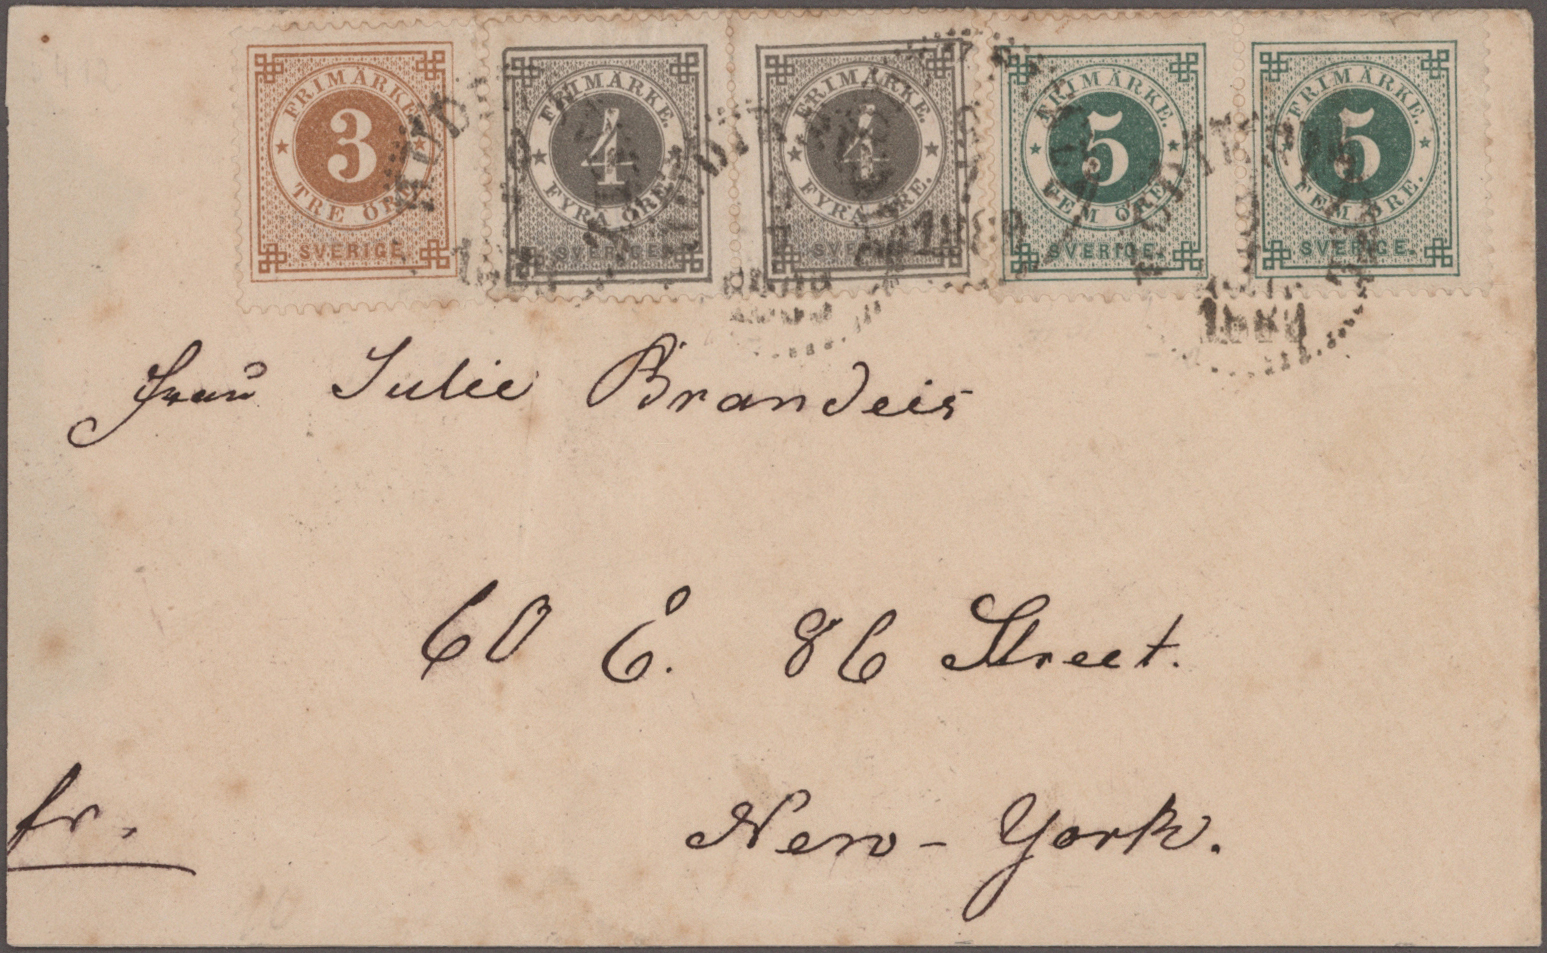 FRIMÄRKE.
3
TRE ÖRE.
SVERIGE.
FRIMÄRKE.
4
FYRA ÖRE.
SVERIGE.
FRIMÄRKE.
4
FYRA ÖRE.
SVERIGE.
FRIMÄRKE.
5
FEM ÖRE.
SVERIGE.
FRIMÄRKE.
5
FEM ÖRE.
SVERIGE.
Frau Julie Brandeis
60 E. 86 Street.
fr. New-York.